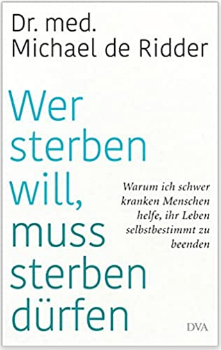 Dr. med.
Michael de Ridder
Wer
sterben
will,
muss
sterben
dürfen
Warum ich schwer
kranken Menschen
helfe, ihr Leben
selbstbestimmt zu
beenden
DVA